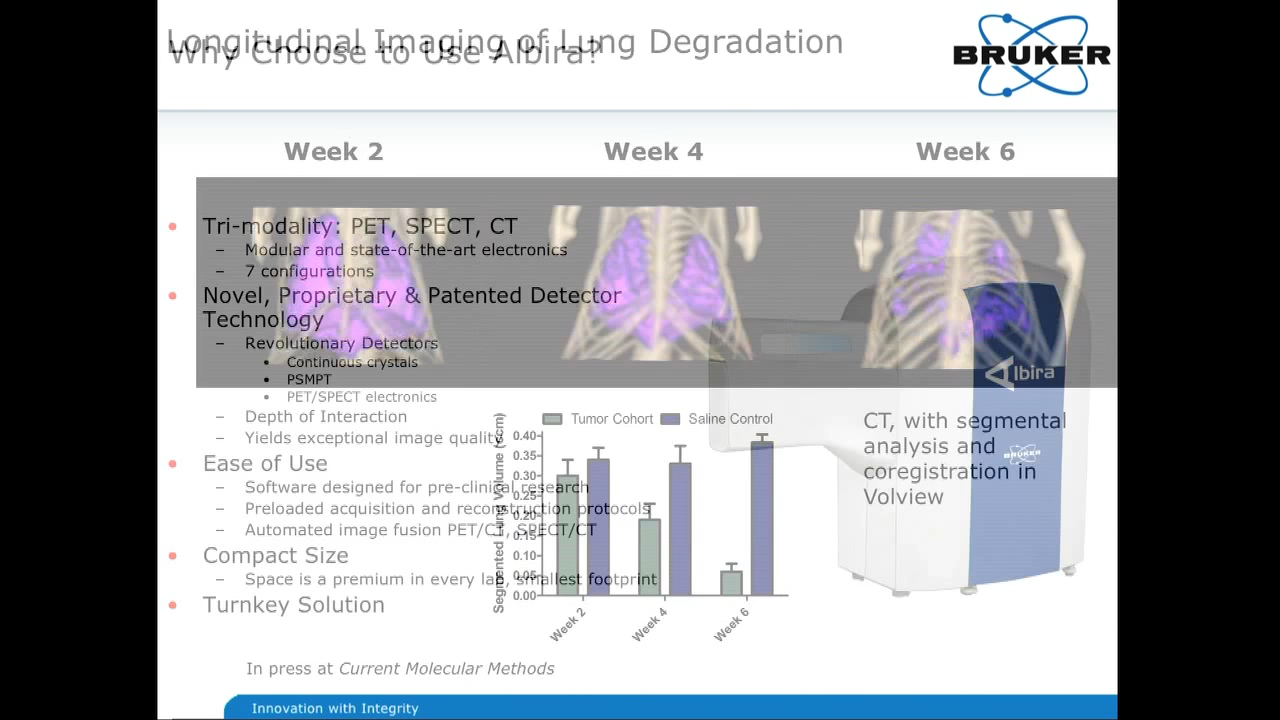 Longitudinal Imaging of Lung Degradation
Why Choose to Use Albira?
BRUKER
Week 2
Week 4
Week 6
• Tri-modality: PET, SPECT, CT
– Modular and state-of-the-art electronics
– 7 configurations
• Novel, Proprietary & Patented Detector
Technology
– Revolutionary Detectors
• Continuous crystals
• PSMPT
• PET/SPECT electronics
– Depth of Interaction
– Yields exceptional image quality
• Ease of Use
– Software designed for pre-clinical research
– Preloaded acquisition and reconstruction protocols
– Automated image fusion PET/CT, SPECT/CT
• Compact Size
– Space is a premium in every lab, smallest footprint
• Turnkey Solution
Tumor Cohort
Saline Control
Segmented Lung Volume (scm)
0.40
0.35
0.30
0.25
0.20
0.15
0.10
0.05
0.00
Week 2
Week 4
Week 6
Albira
BRUKER
CT, with segmental
analysis and
coregistration in
Volview
In press at Current Molecular Methods
Innovation with Integrity